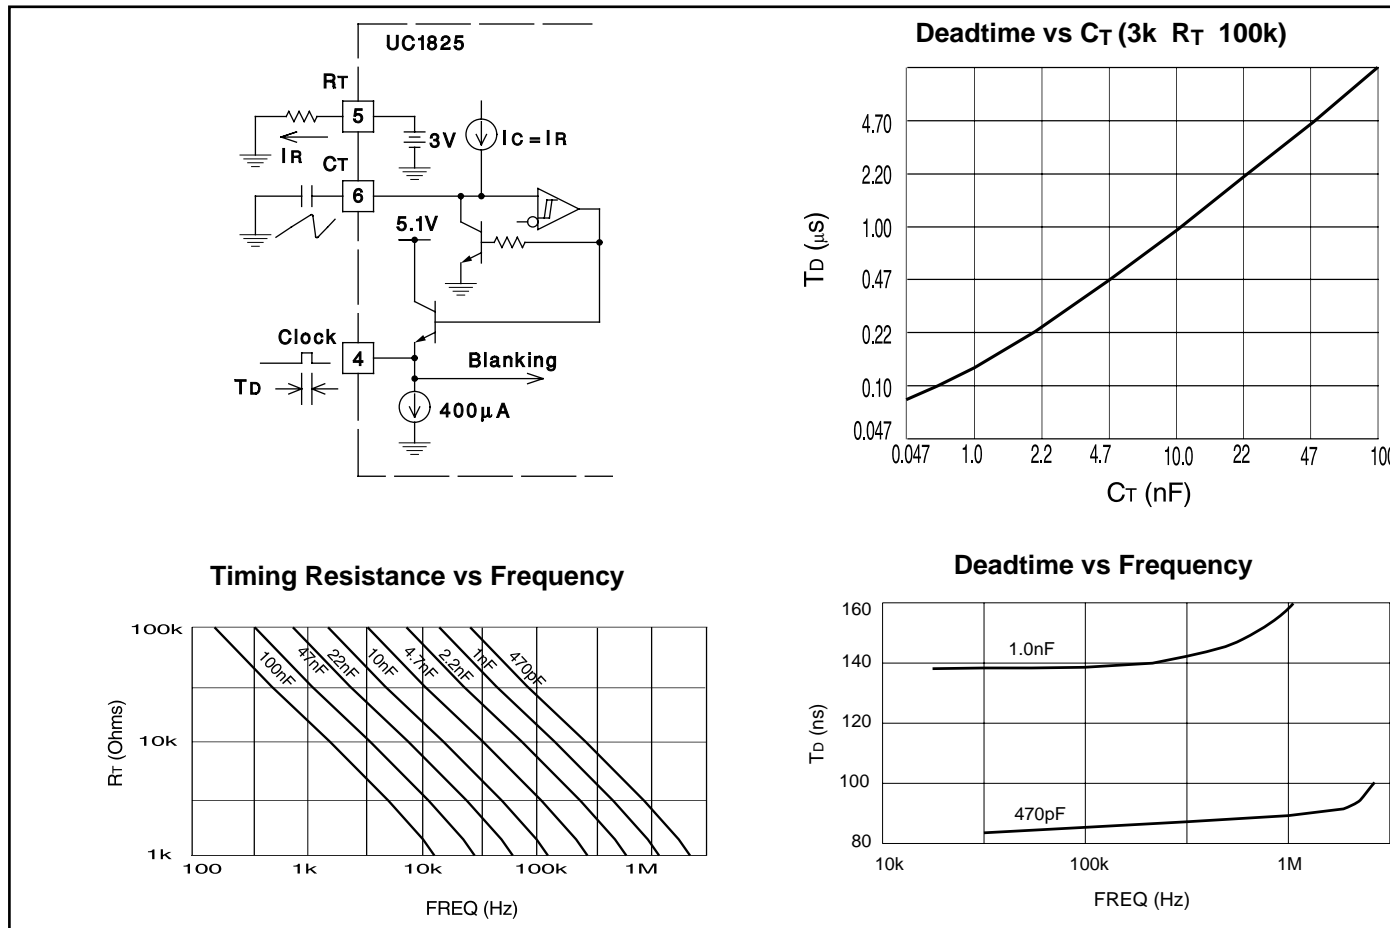 UC1825
RT
5
IR
3V
IC = IR
CT
6
5.1V
Clock
4
TD
Blanking
400µA
Deadtime vs CT (3k RT 100k)
TD (µs)
4.70
2.20
1.00
0.47
0.22
0.10
0.047
0.047 1.0 2.2 4.7 10.0 22 47 100
CT (nF)
Timing Resistance vs Frequency
RT (Ohms)
100k
10k
1k
100nF 47nF 22nF 10nF 4.7nF 2.2nF 1nF 470pF
100 1k 10k 100k 1M
FREQ (Hz)
Deadtime vs Frequency
TD (ns)
160
140
120
100
80
1.0nF
470pF
10k 100k 1M
FREQ (Hz)